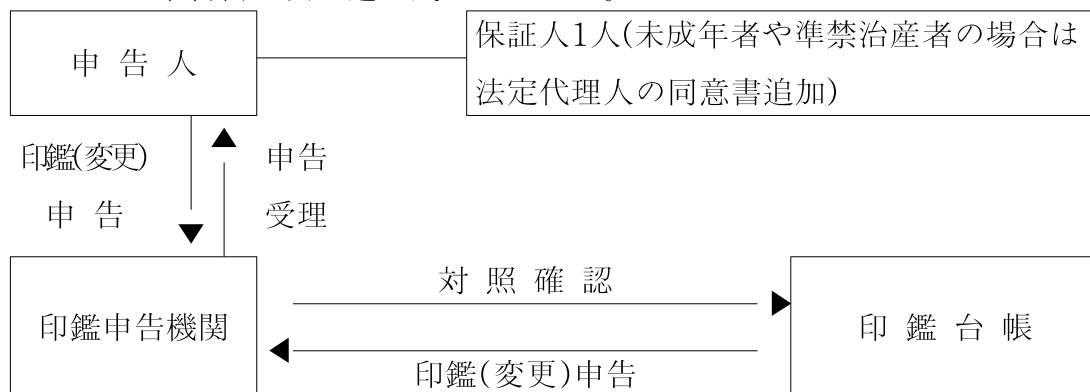 申 告 人
保証人1人(未成年者や準禁治産者の場合は
法定代理人の同意書追加)
印鑑(変更)
申 告
申告
受理
印鑑申告機関
対 照 確 認
印鑑(変更)申告
印 鑑 台 帳